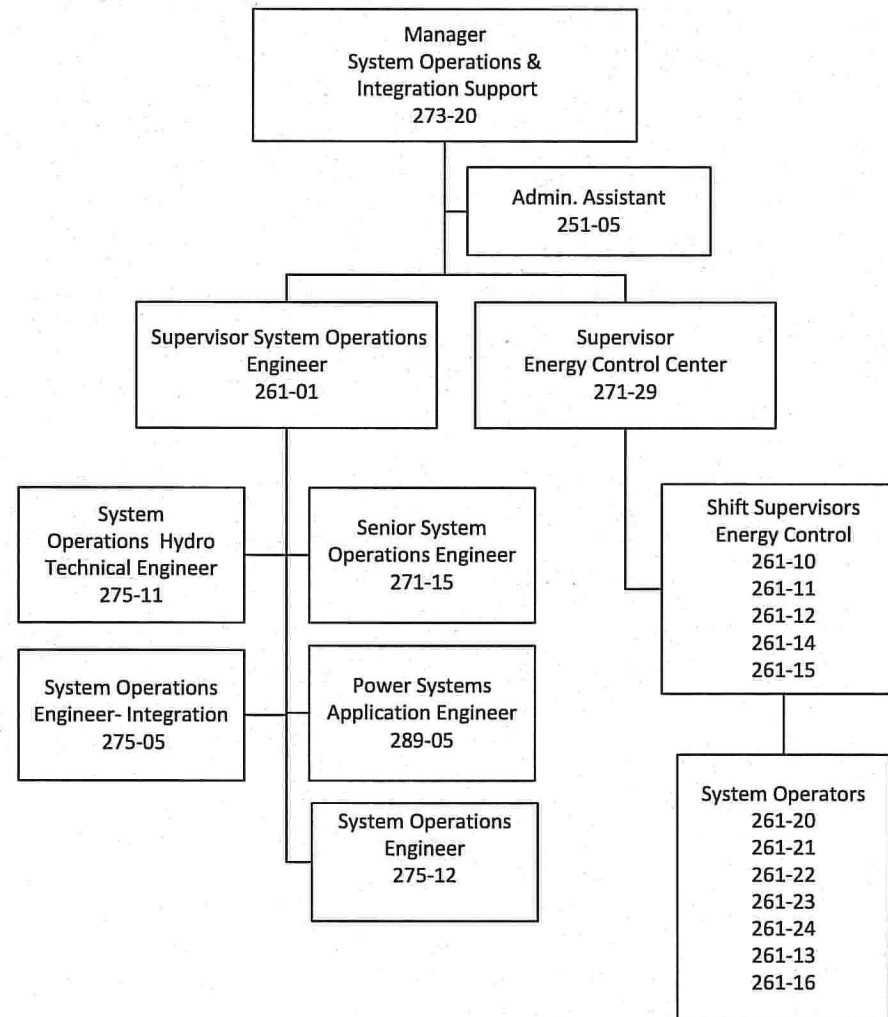 Manager
System Operations &
Integration Support
273-20
Admin. Assistant
251-05
Supervisor System Operations
Engineer
261-01
Supervisor
Energy Control Center
271-29
System
Operations Hydro
Technical Engineer
275-11
Senior System
Operations Engineer
271-15
Shift Supervisors
Energy Control
261-10
261-11
261-12
261-14
261-15
System Operations
Engineer- Integration
275-05
Power Systems
Application Engineer
289-05
System Operations
Engineer
275-12
System Operators
261-20
261-21
261-22
261-23
261-24
261-13
261-16